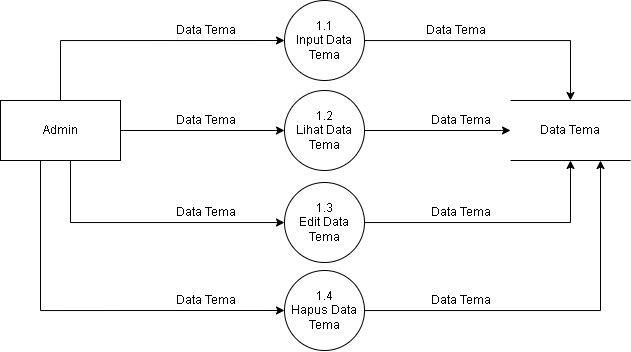 Data Tema
1.1
Input Data
Tema
Data Tema
Admin
Data Tema
1.2
Lihat Data
Tema
Data Tema
Data Tema
Data Tema
1.3
Edit Data
Tema
Data Tema
Data Tema
1.4
Hapus Data
Tema
Data Tema